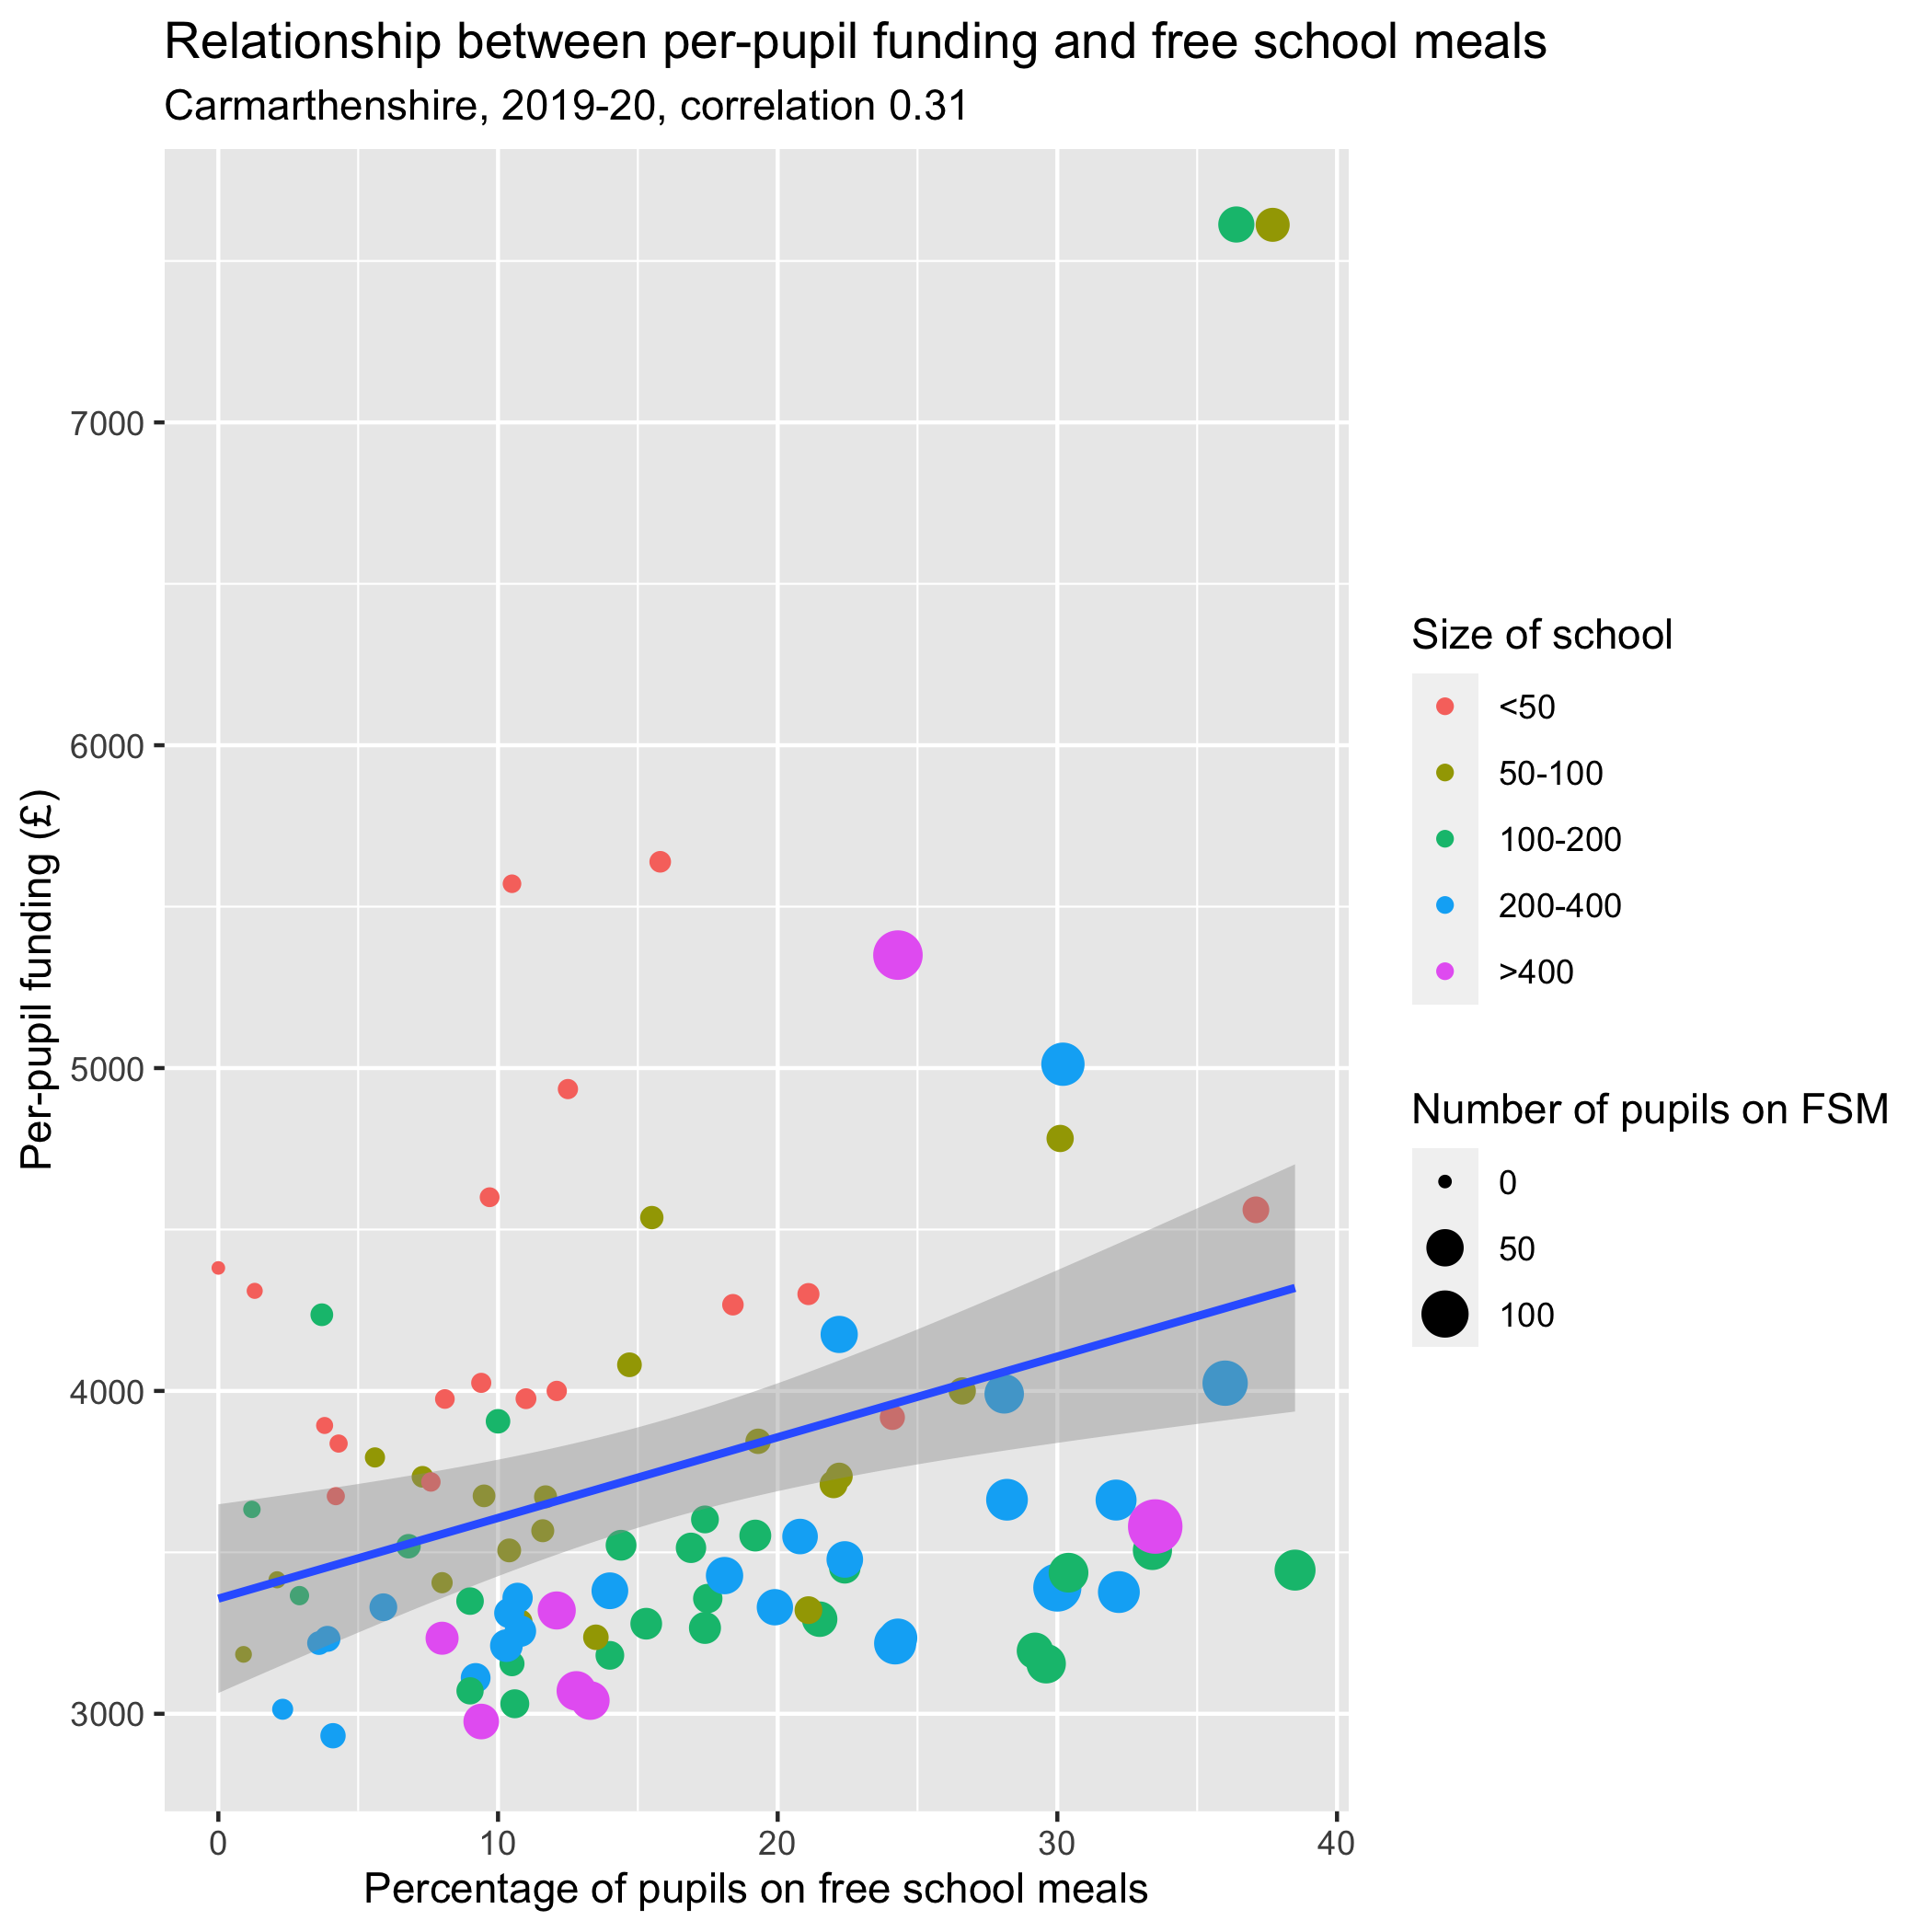 Relationship between per-pupil funding and free school meals
Carmarthenshire, 2019-20, correlation 0.31
Per-pupil funding (£)
7000
6000
5000
4000
3000
0 10 20 30 40
Percentage of pupils on free school meals
Size of school
<50
50-100
100-200
200-400
>400
Number of pupils on FSM
0
50
100